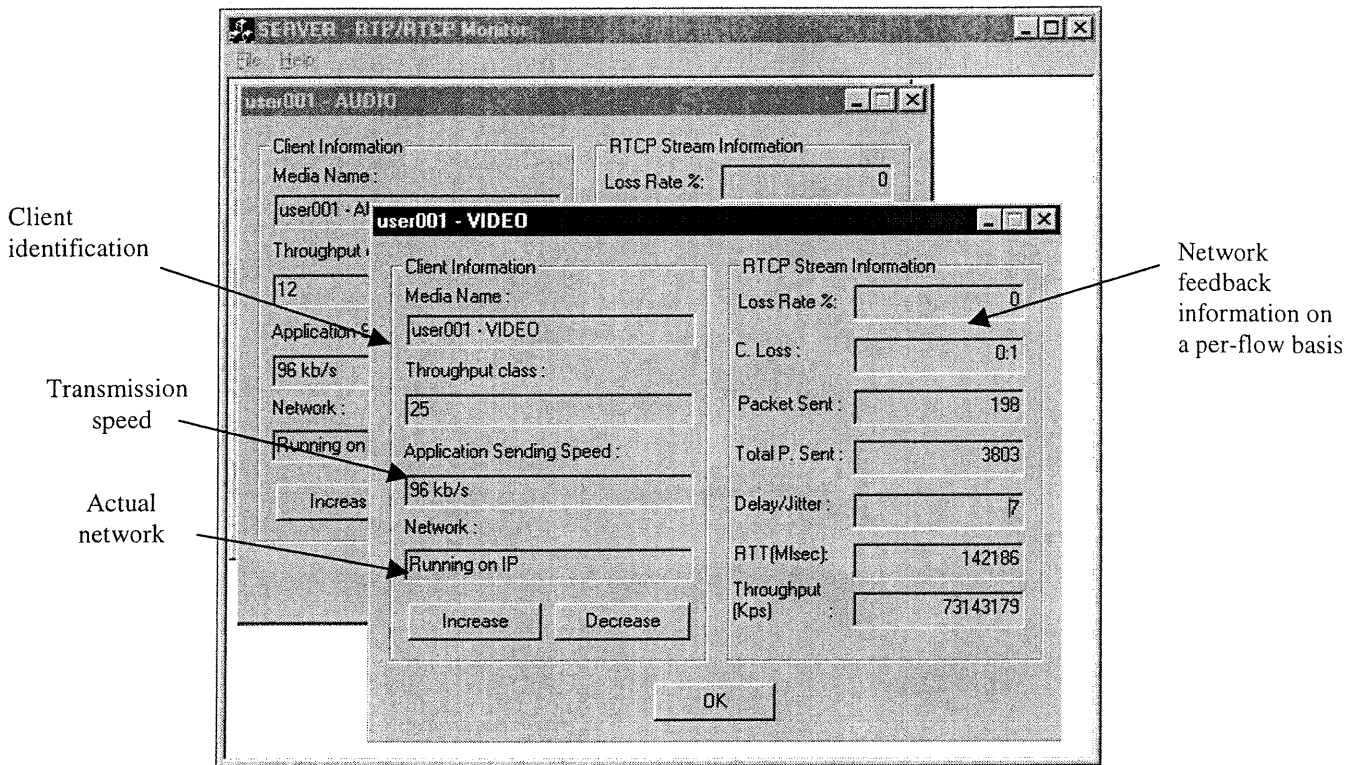 SERVER - RTP/RTCP Monitor
File Help
user001 - AUDIO
Client Information
Media Name :
user001 - A
Throughput
12
Application S
96 kb/s
Network :
Running on
Increas
RTCP Stream Information
Loss Rate %:
0
user001 - VIDEO
Client Information
Media Name :
user001 - VIDEO
Throughput class :
25
Application Sending Speed :
96 kb/s
Network :
Running on IP
Increase
Decrease
RTCP Stream Information
Loss Rate %:
0
C. Loss :
0:1
Packet Sent :
198
Total P. Sent :
3803
Delay/Jitter :
7
RTT(Mlsec):
142186
Throughput
(Kps) :
73143179
OK
Client
identification
Transmission
speed
Actual
network
Network
feedback
information on
a per-flow basis